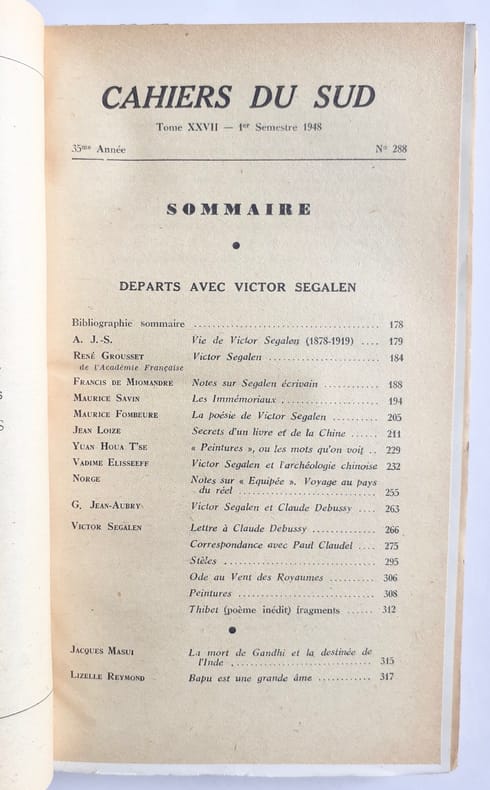 CAHIERS DU SUD
Tome XXVII — 1er Semestre 1948
35me Année N° 288
SOMMAIRE
●
DEPARTS AVEC VICTOR SEGALEN
Bibliographie sommaire .................... 178
A. J.-S. Vie de Victor Segalen (1878-1919) .... 179
RENÉ GROUSSET Victor Segalen .................... 184
de l'Académie Française
FRANCIS DE MIOMANDRE Notes sur Segalen écrivain ........... 188
MAURICE SAVIN Les Immémoriaux .................. 194
MAURICE FOMBEURE La poésie de Victor Segalen .......... 205
JEAN LOIZE Secrets d'un livre et de la Chine ...... 211
YUAN HOUA T'SE « Peintures », ou les mots qu'on voit .. 229
VADIME ELISSEEFF Victor Segalen et l'archéologie chinoise 232
NORGE Notes sur « Equipée ». Voyage au pays
du réel ........................ 255
G. JEAN-AUBRY Victor Segalen et Claude Debussy .... 263
VICTOR SEGALEN Lettre à Claude Debussy .............. 266
Correspondance avec Paul Claudel .... 275
Stèles .......................... 295
Ode au Vent des Royaumes .......... 306
Peintures ........................ 308
Thibet (poème inédit) fragments ...... 312
●
JACQUES MASUI La mort de Gandhi et la destinée de
l'Inde ........................ 315
LIZELLE REYMOND Bapu est une grande âme ............ 317